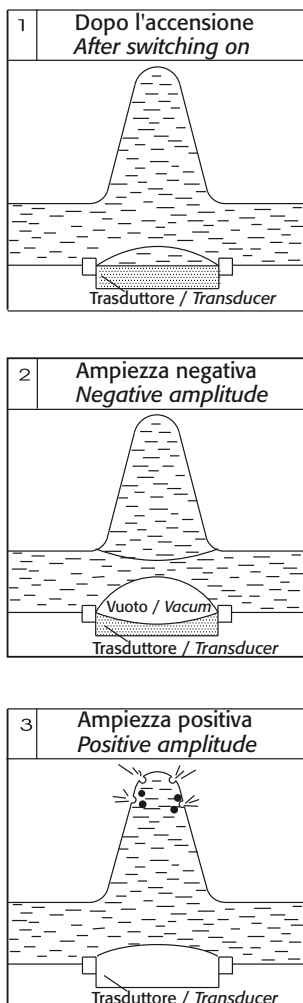 1
Dopo l'accensione
After switching on
Trasduttore / Transducer
2
Ampiezza negativa
Negative amplitude
Vuoto / Vacum
Trasduttore / Transducer
3
Ampiezza positiva
Positive amplitude
Trasduttore / Transducer